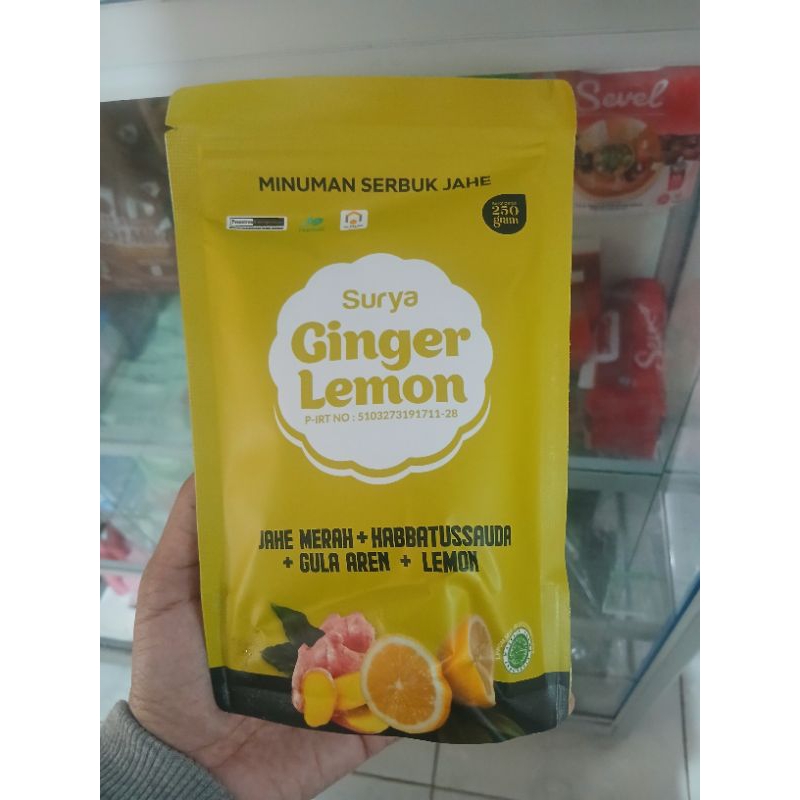 Sevel
MINUMAN SERBUK JAHE
250
gram
Surya
Ginger
Lemon
P-IRT NO : 5103273191711-28
JAHE MERAH + HABBATUSSAUDA
+ GULA AREN + LEMON